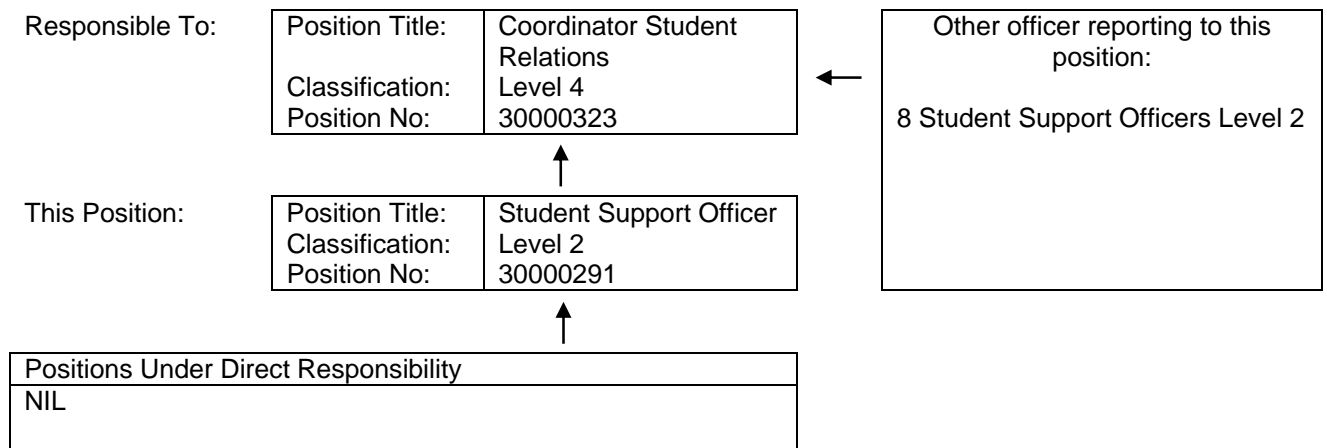 Responsible To:
Position Title: Coordinator Student
Relations
Classification: Level 4
Position No: 30000323
Other officer reporting to this
position:
8 Student Support Officers Level 2
This Position:
Position Title: Student Support Officer
Classification: Level 2
Position No: 30000291
Positions Under Direct Responsibility
NIL